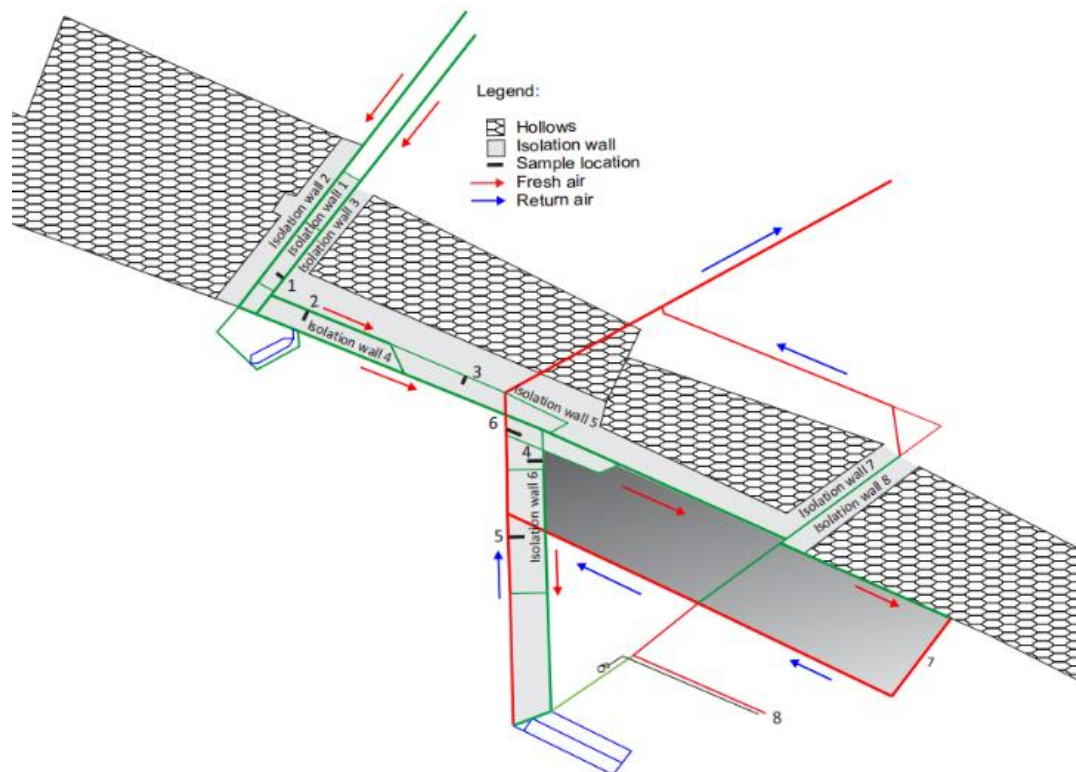 Legend:
Hollows
Isolation wall
Sample location
Fresh air
Return air
Isolation wall 2
Isolation wall 1
Isolation wall 3
1
2
Isolation wall 4
3
Isolation wall 5
6
4
Isolation wall 6
5
Isolation wall 7
Isolation wall 8
7
8